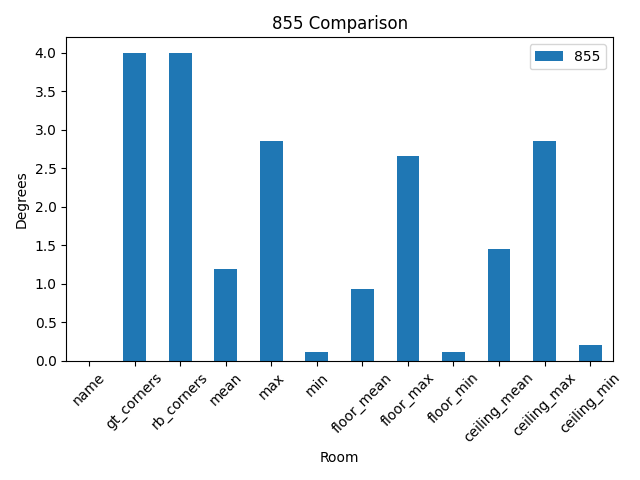 855 Comparison
855
Degrees
4.0
3.5
3.0
2.5
2.0
1.5
1.0
0.5
0.0
name
gt_corners
rb_corners
mean
max
min
floor_mean
floor_max
floor_min
ceiling_mean
ceiling_max
ceiling_min
Room